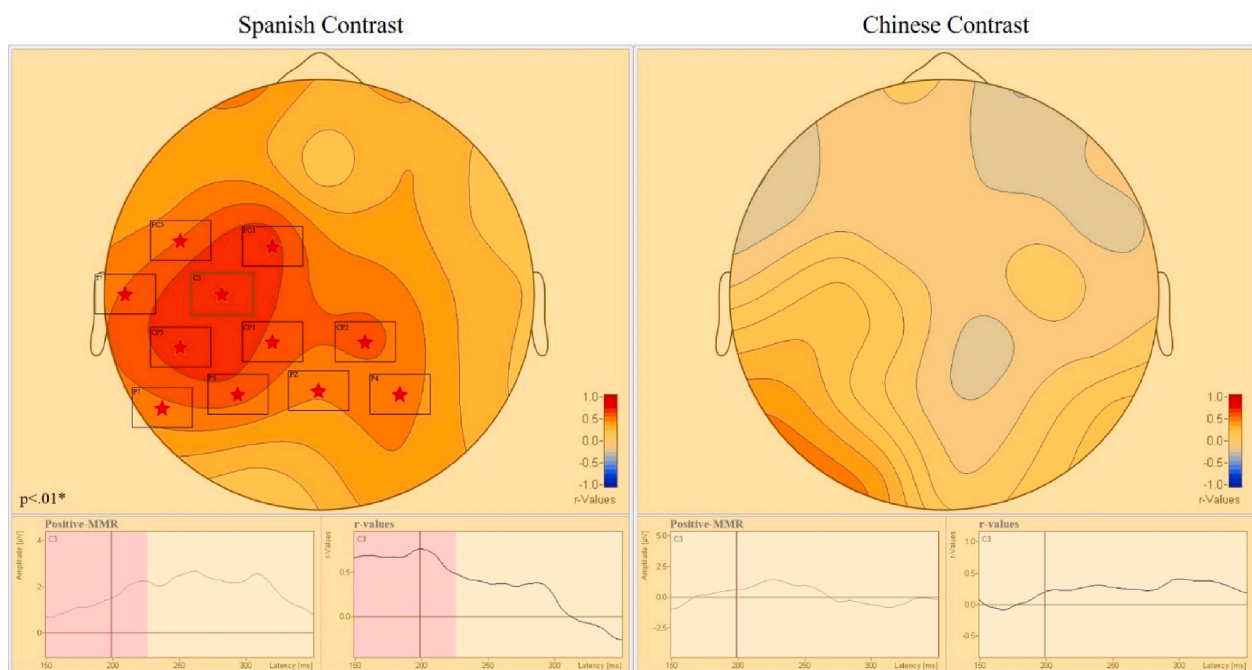 Spanish Contrast
Chinese Contrast
FC5
FC1
T7
C3
CP5
CP1
CP2
P7
P3
PZ
P4
1.0
0.5
-0.5
-1.0
r-Values
p<.01*
1.0
0.5
-0.5
-1.0
r-Values
Positive-MMR
C3
Amplitude [µV]
4
2
0
150
200
250
300
Latency [ms]
r-values
C3
r-Values
0.5
0.0
150
200
250
300
Latency [ms]
Positive-MMR
C3
Amplitude [µV]
5.0
2.5
0.0
-2.5
150
200
250
300
Latency [ms]
r-values
C3
r-Values
1.0
0.5
0.0
-0.5
150
200
250
300
Latency [ms]